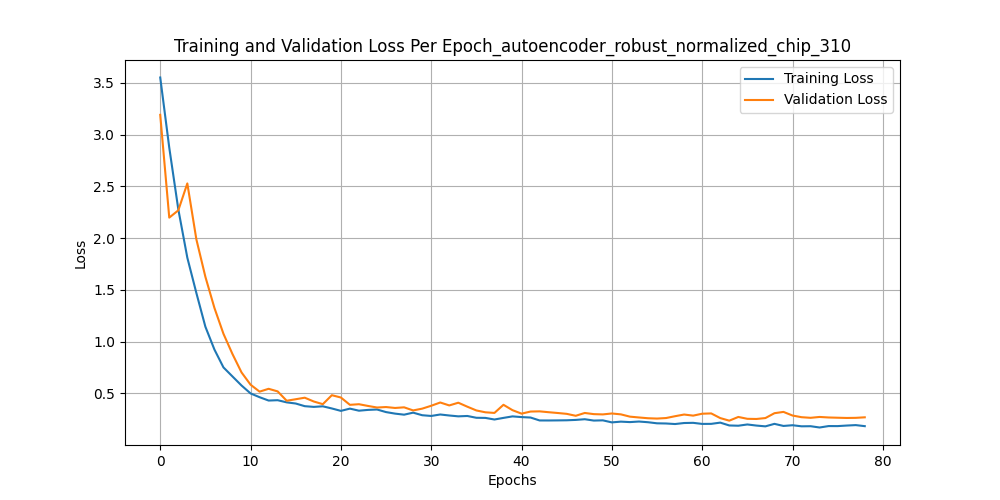 Training and Validation Loss Per Epoch_autoencoder_robust_normalized_chip_310
Training Loss
Validation Loss
3.5
3.0
2.5
2.0
1.5
1.0
0.5
Loss
0 10 20 30 40 50 60 70 80
Epochs